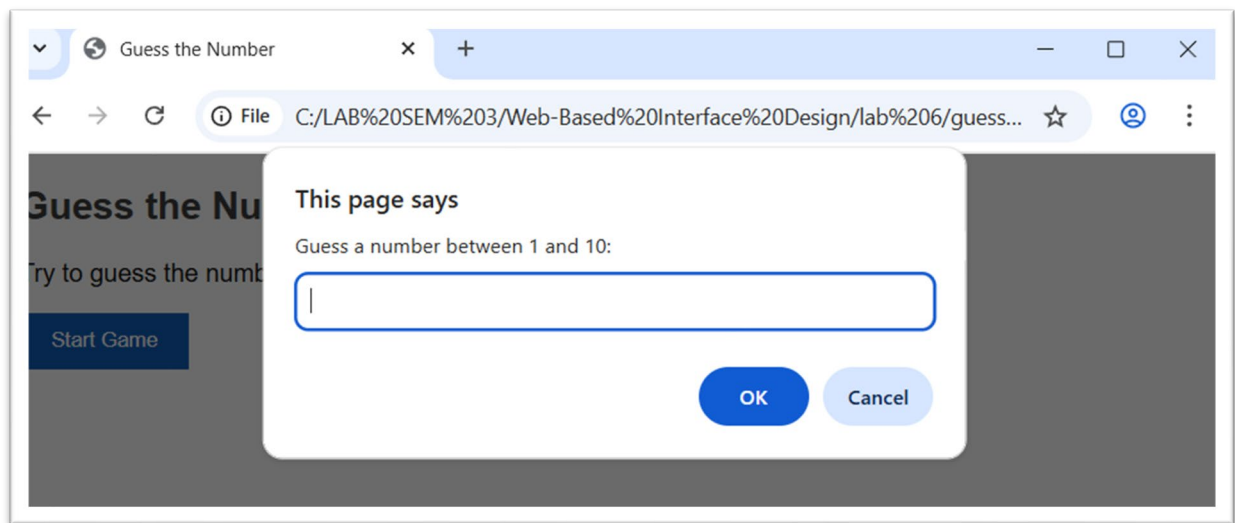 Guess the Number
File C:/LAB%20SEM%203/Web-Based%20Interface%20Design/lab%206/guess...
Guess the Nu
This page says
Guess a number between 1 and 10:
Try to guess the numb
Start Game
OK Cancel